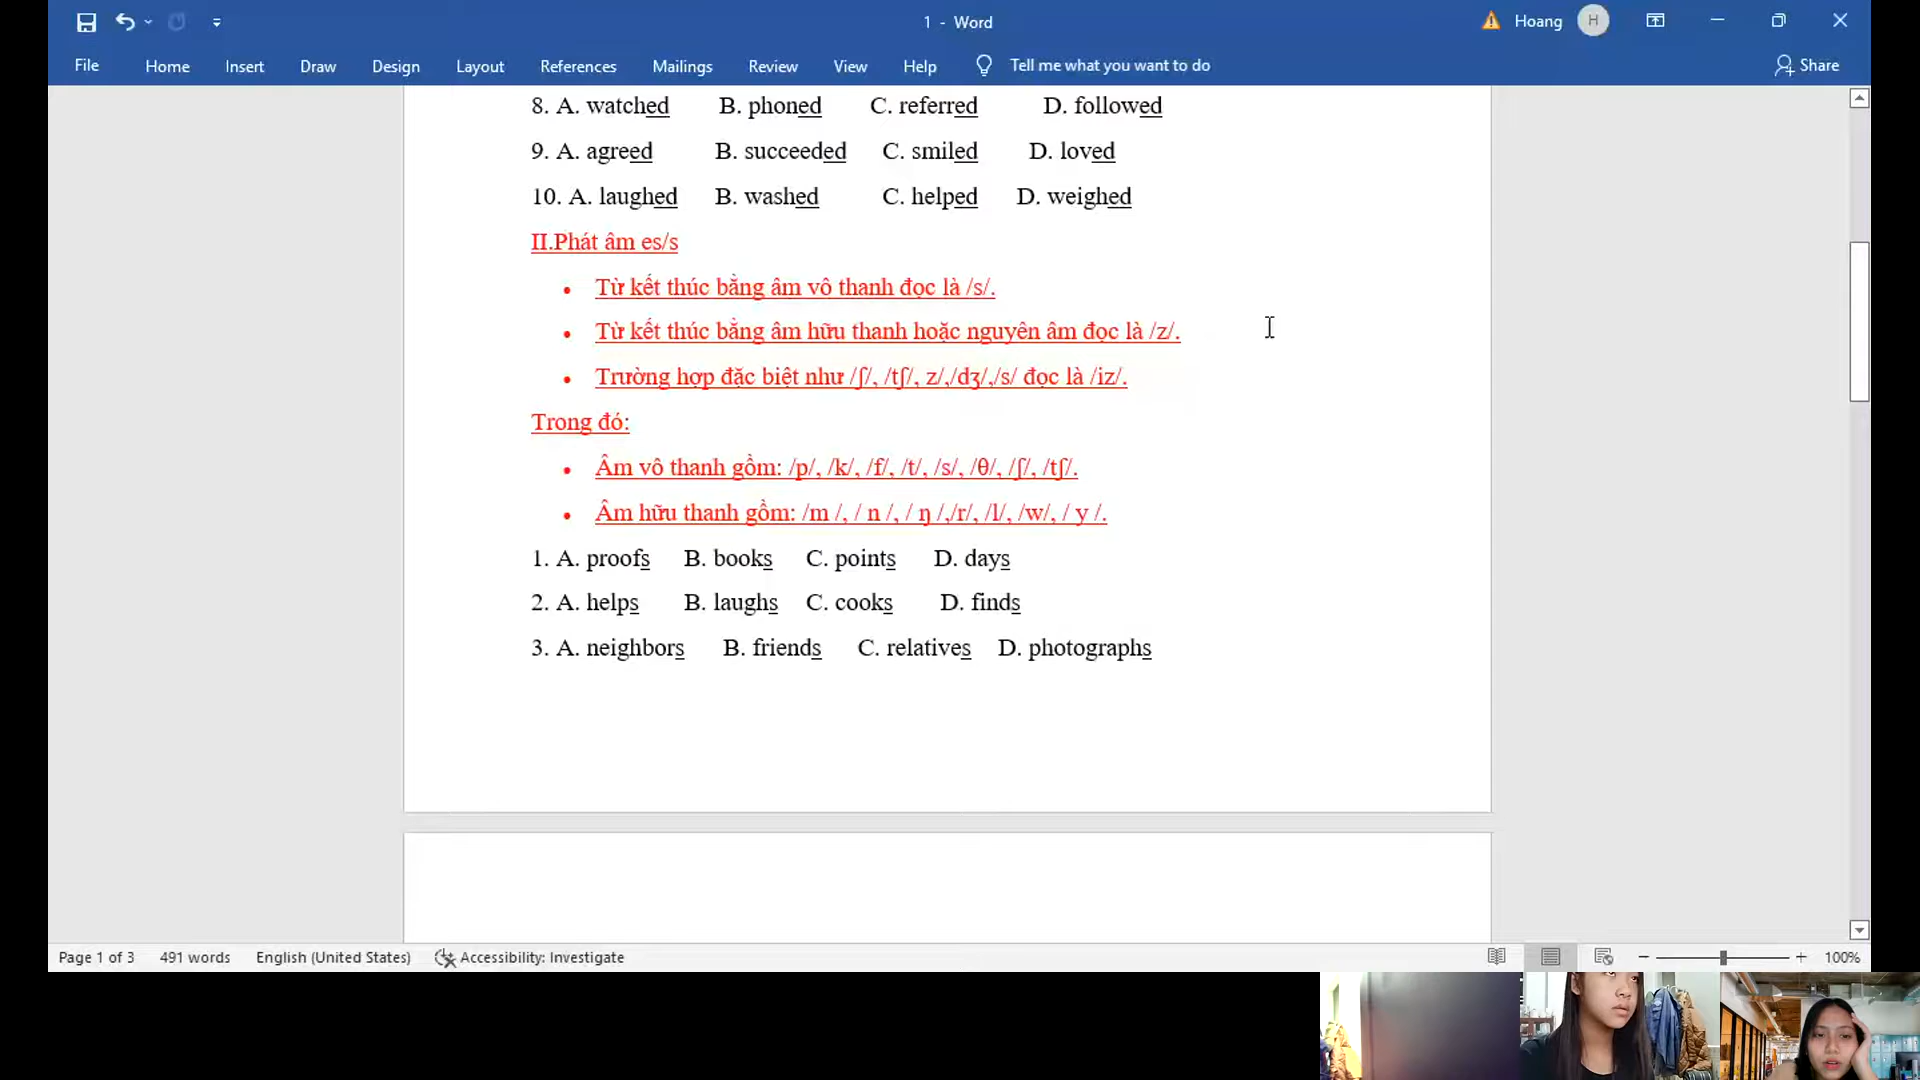 1 - Word
Hoang
H
File Home Insert Draw Design Layout References Mailings Review View Help Tell me what you want to do Share
8. A. watched B. phoned C. referred D. followed
9. A. agreed B. succeeded C. smiled D. loved
10. A. laughed B. washed C. helped D. weighed
II.Phát âm es/s
• Từ kết thúc bằng âm vô thanh đọc là /s/.
• Từ kết thúc bằng âm hữu thanh hoặc nguyên âm đọc là /z/.
• Trường hợp đặc biệt như /ʃ/, /tʃ/, z/,/dʒ/,/s/ đọc là /iz/.
Trong đó:
• Âm vô thanh gồm: /p/, /k/, /f/, /t/, /s/, /θ/, /ʃ/, /tʃ/.
• Âm hữu thanh gồm: /m /, / n /, / ŋ /,/r/, /l/, /w/, / y /.
1. A. proofs B. books C. points D. days
2. A. helps B. laughs C. cooks D. finds
3. A. neighbors B. friends C. relatives D. photographs
Page 1 of 3 491 words English (United States) Accessibility: Investigate 100%